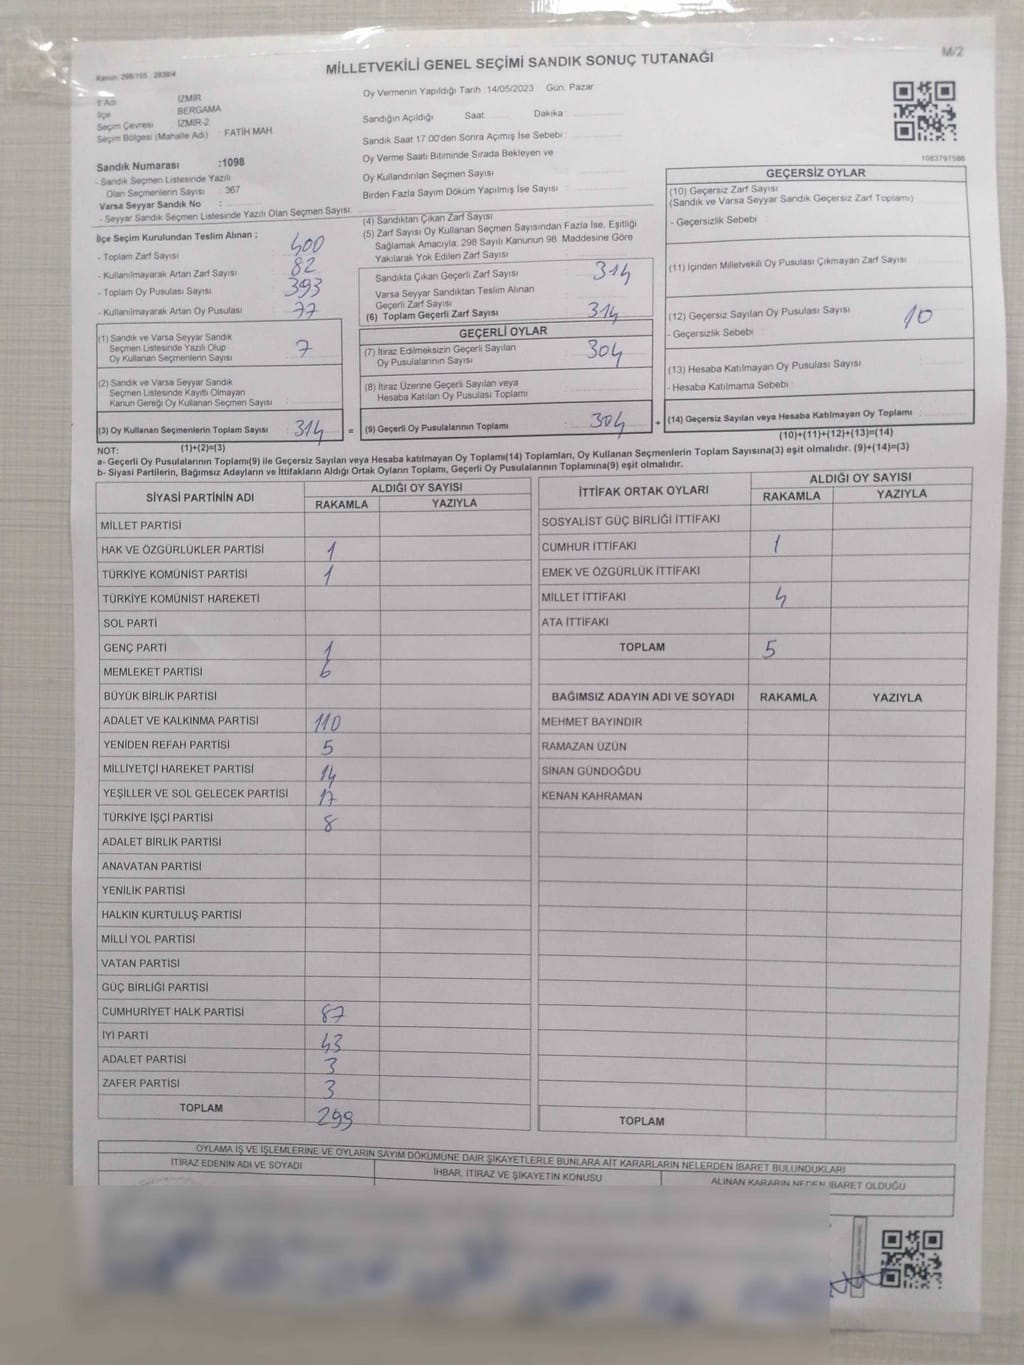 M/2
Kanun: 298/105 , 2839/4
MİLLETVEKİLİ GENEL SEÇİMİ SANDIK SONUÇ TUTANAĞI
İl Adı İZMİR
İlçe BERGAMA
Seçim Çevresi İZMİR-2
Seçim Bölgesi (Mahalle Adı) FATİH MAH
Sandık Numarası :1098
- Sandık Seçmen Listesinde Yazılı
Olan Seçmenlerin Sayısı : 367
Varsa Seyyar Sandık No :
- Seyyar Sandık Seçmen Listesinde Yazılı Olan Seçmen Sayısı:
Oy Vermenin Yapıldığı Tarih :14/05/2023 Gün: Pazar
Sandığın Açıldığı Saat: Dakika :
Sandık Saat 17.00'den Sonra Açımış İse Sebebi :
Oy Verme Saati Bitiminde Sırada Bekleyen ve
Oy Kullandırılan Seçmen Sayısı :
Birden Fazla Sayım Döküm Yapılmış İse Sayısı :
1083797586
İlçe Seçim Kurulundan Teslim Alınan ;
- Toplam Zarf Sayısı : 400
- Kullanılmayarak Artan Zarf Sayısı : 82
- Toplam Oy Pusulası Sayısı : 393
- Kullanılmayarak Artan Oy Pusulası : 77
(4) Sandıktan Çıkan Zarf Sayısı :
(5) Zarf Sayısı Oy Kullanan Seçmen Sayısından Fazla İse, Eşitliği
Sağlamak Amacıyla; 298 Sayılı Kanunun 98. Maddesine Göre
Yakılarak Yok Edilen Zarf Sayısı :
Sandıkta Çıkan Geçerli Zarf Sayısı : 314
Varsa Seyyar Sandıktan Teslim Alınan
Geçerli Zarf Sayısı :
(6) Toplam Geçerli Zarf Sayısı : 314
GEÇERSİZ OYLAR
(10) Geçersiz Zarf Sayısı :
(Sandık ve Varsa Seyyar Sandık Geçersiz Zarf Toplamı)
- Geçersizlik Sebebi :
(11) İçinden Milletvekili Oy Pusulası Çıkmayan Zarf Sayısı :
(12) Geçersiz Sayılan Oy Pusulası Sayısı : 10
- Geçersizlik Sebebi :
(13) Hesaba Katılmayan Oy Pusulası Sayısı :
- Hesaba Katılmama Sebebi :
(14) Geçersiz Sayılan veya Hesaba Katılmayan Oy Toplamı :
(10)+(11)+(12)+(13)=(14)
(1) Sandık ve Varsa Seyyar Sandık
Seçmen Listesinde Yazılı Olup
Oy Kullanan Seçmenlerin Sayısı : 7
(2) Sandık ve Varsa Seyyar Sandık
Seçmen Listesinde Kayıtlı Olmayan
Kanun Gereği Oy Kullanan Seçmen Sayısı :
(3) Oy Kullanan Seçmenlerin Toplam Sayısı : 314 =
(1)+(2)=(3)
GEÇERLİ OYLAR
(7) İtiraz Edilmeksizin Geçerli Sayılan
Oy Pusulalarının Sayısı : 304
(8) İtiraz Üzerine Geçerli Sayılan veya
Hesaba Katılan Oy Pusulası Toplamı :
(9) Geçerli Oy Pusulalarının Toplamı : 304 +
NOT:
a- Geçerli Oy Pusulalarının Toplamı(9) ile Geçersiz Sayılan veya Hesaba Katılmayan Oy Toplamı(14) Toplamları, Oy Kullanan Seçmenlerin Toplam Sayısına(3) eşit olmalıdır. (9)+(14)=(3)
b- Siyasi Partilerin, Bağımsız Adayların ve İttifakların Aldığı Ortak Oyların Toplamı, Geçerli Oy Pusulalarının Toplamına(9) eşit olmalıdır.
SİYASİ PARTİNİN ADI ALDIĞI OY SAYISI
RAKAMLA YAZIYLA
MİLLET PARTİSİ
HAK VE ÖZGÜRLÜKLER PARTİSİ 1
TÜRKİYE KOMÜNİST PARTİSİ 1
TÜRKİYE KOMÜNİST HAREKETİ
SOL PARTİ
GENÇ PARTİ 1
MEMLEKET PARTİSİ 6
BÜYÜK BİRLİK PARTİSİ
ADALET VE KALKINMA PARTİSİ 110
YENİDEN REFAH PARTİSİ 5
MİLLİYETÇİ HAREKET PARTİSİ 14
YEŞİLLER VE SOL GELECEK PARTİSİ 17
TÜRKİYE İŞÇİ PARTİSİ 8
ADALET BİRLİK PARTİSİ
ANAVATAN PARTİSİ
YENİLİK PARTİSİ
HALKIN KURTULUŞ PARTİSİ
MİLLİ YOL PARTİSİ
VATAN PARTİSİ
GÜÇ BİRLİĞİ PARTİSİ
CUMHURİYET HALK PARTİSİ 87
İYİ PARTİ 43
ADALET PARTİSİ 3
ZAFER PARTİSİ 3
TOPLAM 299
İTTİFAK ORTAK OYLARI ALDIĞI OY SAYISI
RAKAMLA YAZIYLA
SOSYALİST GÜÇ BİRLİĞİ İTTİFAKI
CUMHUR İTTİFAKI 1
EMEK VE ÖZGÜRLÜK İTTİFAKI
MİLLET İTTİFAKI 4
ATA İTTİFAKI
TOPLAM 5
BAĞIMSIZ ADAYIN ADI VE SOYADI RAKAMLA YAZIYLA
MEHMET BAYINDIR
RAMAZAN UZÜN
SİNAN GÜNDOĞDU
KENAN KAHRAMAN
TOPLAM
OYLAMA İŞ VE İŞLEMLERİNE VE OYLARIN SAYIM DÖKÜMÜNE DAİR ŞİKAYETLERLE BUNLARA AİT KARARLARIN NELERDEN İBARET BULUNDUKLARI
İTİRAZ EDENİN ADI VE SOYADI İHBAR, İTİRAZ VE ŞİKAYETİN KONUSU ALINAN KARARIN NEDEN İBARET OLDUĞU